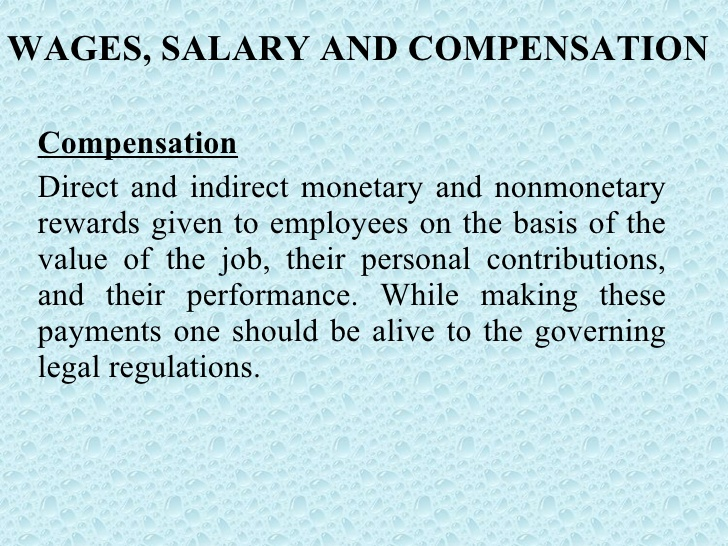 WAGES, SALARY AND COMPENSATION
Compensation
Direct and indirect monetary and nonmonetary
rewards given to employees on the basis of the
value of the job, their personal contributions,
and their performance. While making these
payments one should be alive to the governing
legal regulations.